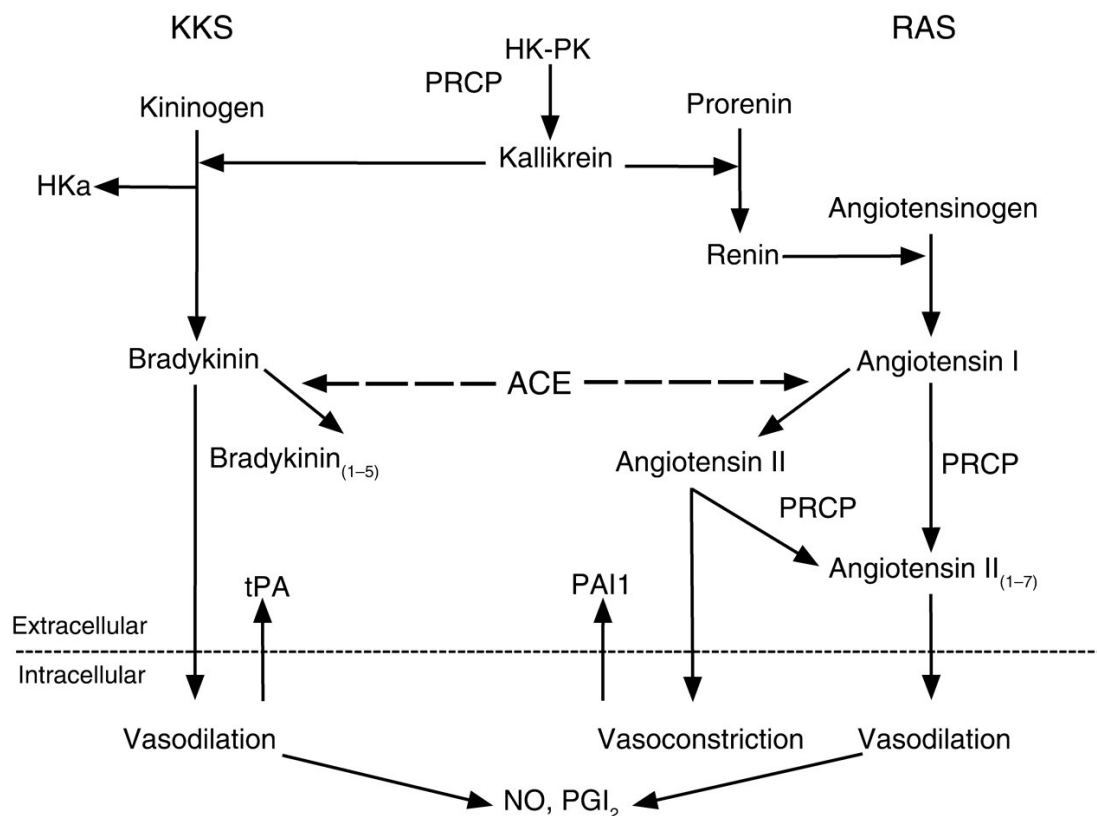 KKS
RAS
HK-PK
PRCP
Kininogen
Prorenin
Kallikrein
HKa
Angiotensinogen
Renin
Bradykinin
ACE
Angiotensin I
Bradykinin(1–5)
Angiotensin II
PRCP
PRCP
Angiotensin II(1–7)
tPA
PAI1
Extracellular
Intracellular
Vasodilation
Vasoconstriction
Vasodilation
NO, PGI2